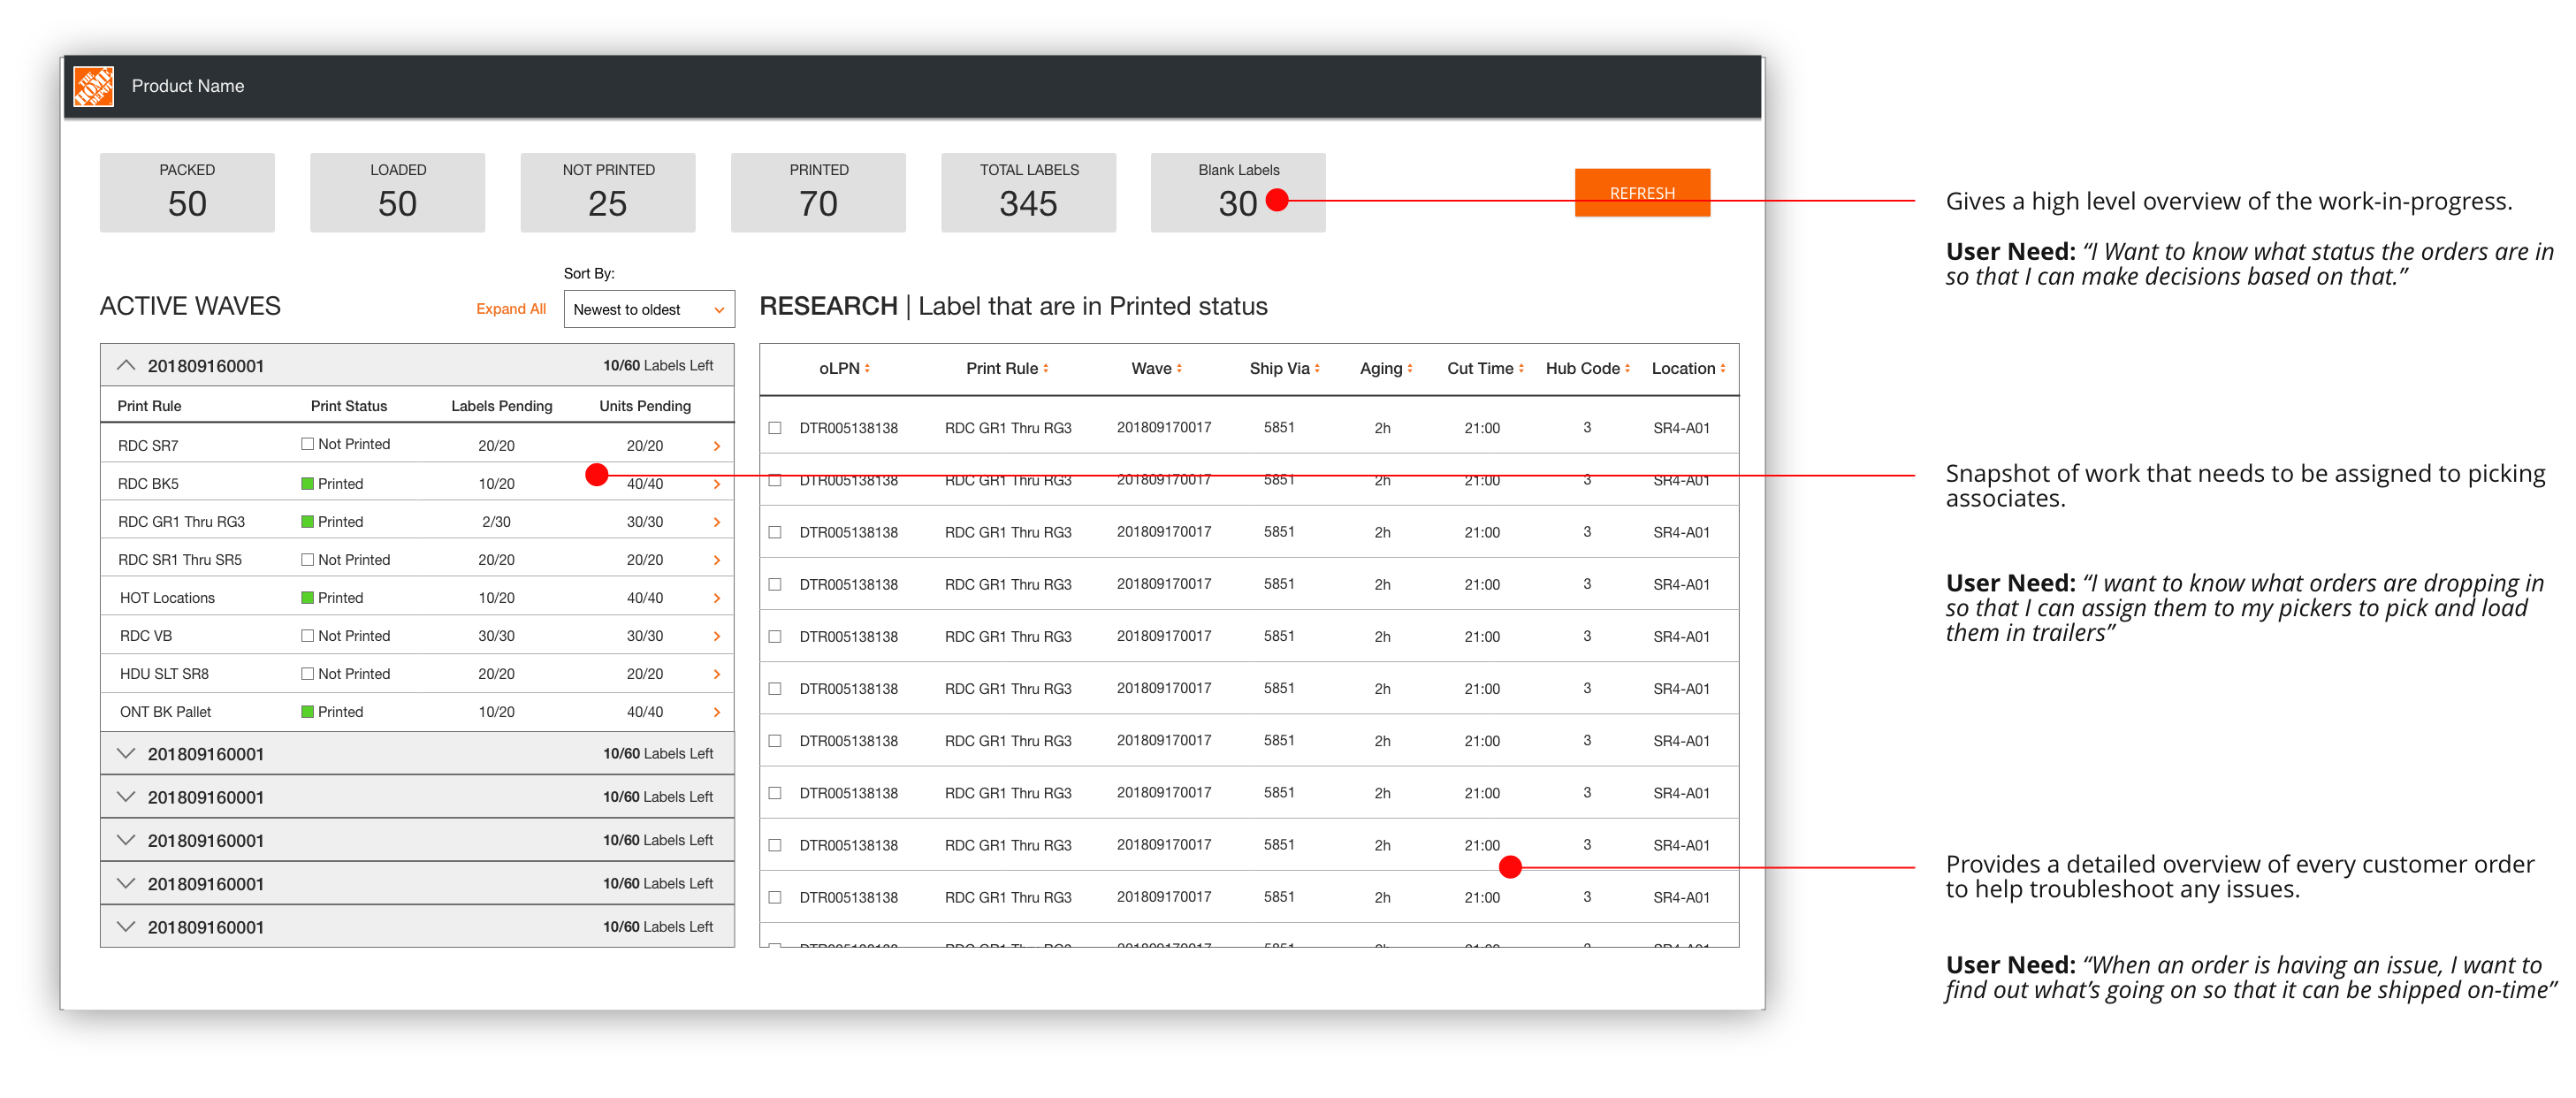 THE HOME DEPOT
Product Name
PACKED
50
LOADED
50
NOT PRINTED
25
PRINTED
70
TOTAL LABELS
345
Blank Labels
30
REFRESH
Gives a high level overview of the work-in-progress.
User Need: “I Want to know what status the orders are in
so that I can make decisions based on that.”
ACTIVE WAVES
Expand All
Sort By:
Newest to oldest
201809160001 10/60 Labels Left
Print Rule Print Status Labels Pending Units Pending
RDC SR7 Not Printed 20/20 20/20
RDC BK5 Printed 10/20 40/40
RDC GR1 Thru RG3 Printed 2/30 30/30
RDC SR1 Thru SR5 Not Printed 20/20 20/20
HOT Locations Printed 10/20 40/40
RDC VB Not Printed 30/30 30/30
HDU SLT SR8 Not Printed 20/20 20/20
ONT BK Pallet Printed 10/20 40/40
201809160001 10/60 Labels Left
201809160001 10/60 Labels Left
201809160001 10/60 Labels Left
201809160001 10/60 Labels Left
201809160001 10/60 Labels Left
RESEARCH | Label that are in Printed status
oLPN Print Rule Wave Ship Via Aging Cut Time Hub Code Location
DTR005138138 RDC GR1 Thru RG3 201809170017 5851 2h 21:00 3 SR4-A01
DTR005138138 RDC GR1 Thru RG3 201809170017 5851 2h 21:00 3 SR4-A01
DTR005138138 RDC GR1 Thru RG3 201809170017 5851 2h 21:00 3 SR4-A01
DTR005138138 RDC GR1 Thru RG3 201809170017 5851 2h 21:00 3 SR4-A01
DTR005138138 RDC GR1 Thru RG3 201809170017 5851 2h 21:00 3 SR4-A01
DTR005138138 RDC GR1 Thru RG3 201809170017 5851 2h 21:00 3 SR4-A01
DTR005138138 RDC GR1 Thru RG3 201809170017 5851 2h 21:00 3 SR4-A01
DTR005138138 RDC GR1 Thru RG3 201809170017 5851 2h 21:00 3 SR4-A01
DTR005138138 RDC GR1 Thru RG3 201809170017 5851 2h 21:00 3 SR4-A01
DTR005138138 RDC GR1 Thru RG3 201809170017 5851 2h 21:00 3 SR4-A01
Snapshot of work that needs to be assigned to picking
associates.
User Need: “I want to know what orders are dropping in
so that I can assign them to my pickers to pick and load
them in trailers”
Provides a detailed overview of every customer order
to help troubleshoot any issues.
User Need: “When an order is having an issue, I want to
find out what’s going on so that it can be shipped on-time”